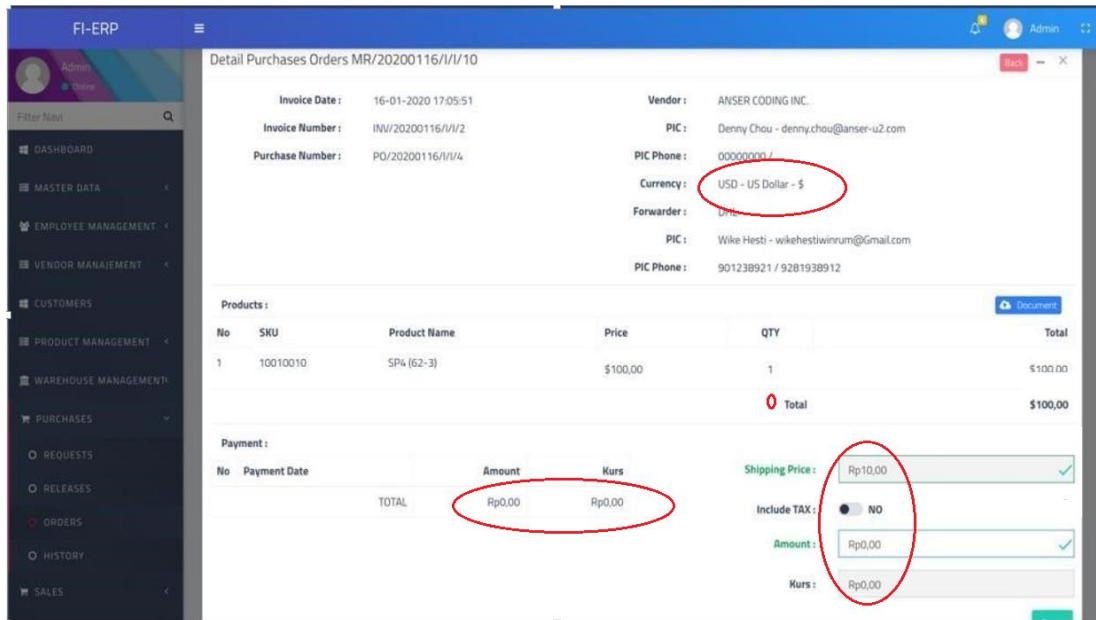 FI-ERP
Admin
Detail Purchases Orders MR/20200116/I/I/10
Back
Admin
Online
Filter Navi
DASHBOARD
MASTER DATA
EMPLOYEE MANAGEMENT
VENDOR MANAJEMENT
CUSTOMERS
PRODUCT MANAGEMENT
WAREHOUSE MANAGEMENT
PURCHASES
REQUESTS
RELEASES
ORDERS
HISTORY
SALES
Invoice Date : 16-01-2020 17:05:51
Invoice Number : INV/20200116/I/I/2
Purchase Number : PO/20200116/I/I/4
Vendor : ANSER CODING INC.
PIC : Denny Chou - denny.chou@anser-u2.com
PIC Phone : 00000000 /
Currency : USD - US Dollar - $
Forwarder : DHL
PIC : Wike Hesti - wikehestiwinrum@Gmail.com
PIC Phone : 901238921 / 9281938912
Products :
Document
No SKU Product Name Price QTY Total
1 10010010 SP4 (62-3) $100,00 1 $100,00
Total $100,00
Payment :
No Payment Date Amount Kurs
TOTAL Rp0,00 Rp0,00
Shipping Price : Rp10,00
Include TAX : NO
Amount : Rp0,00
Kurs : Rp0,00